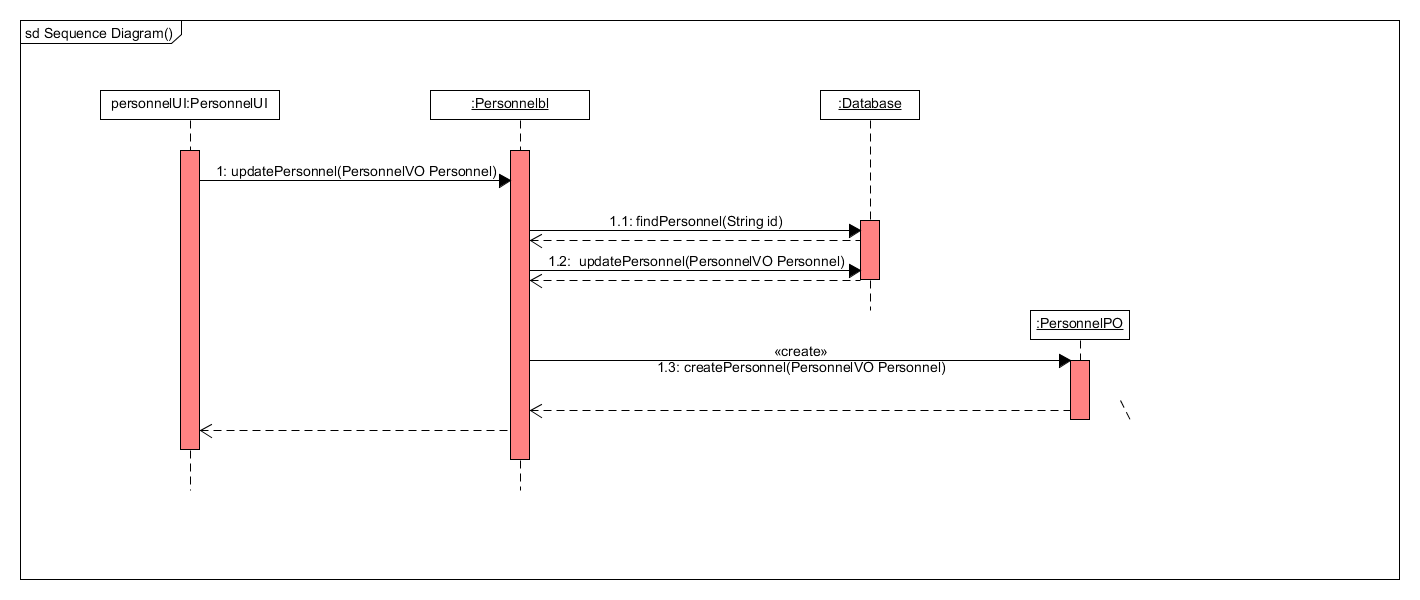 sd Sequence Diagram()
personnelUI:PersonnelUI
:Personnelbl
:Database
1: updatePersonnel(PersonnelVO Personnel)
1.1: findPersonnel(String id)
1.2:  updatePersonnel(PersonnelVO Personnel)
:PersonnelPO
«create»
1.3: createPersonnel(PersonnelVO Personnel)